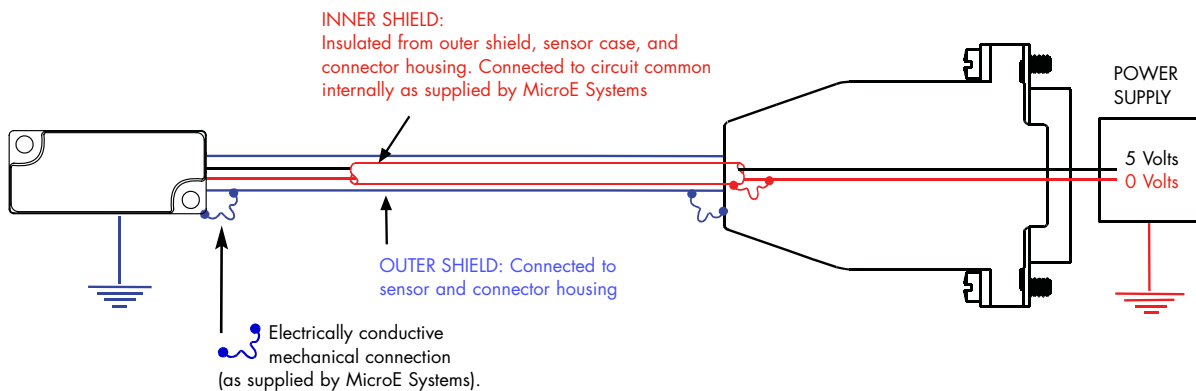 INNER SHIELD:
Insulated from outer shield, sensor case, and
connector housing. Connected to circuit common
internally as supplied by MicroE Systems
POWER
SUPPLY
5 Volts
0 Volts
OUTER SHIELD: Connected to
sensor and connector housing
Electrically conductive
mechanical connection
(as supplied by MicroE Systems).